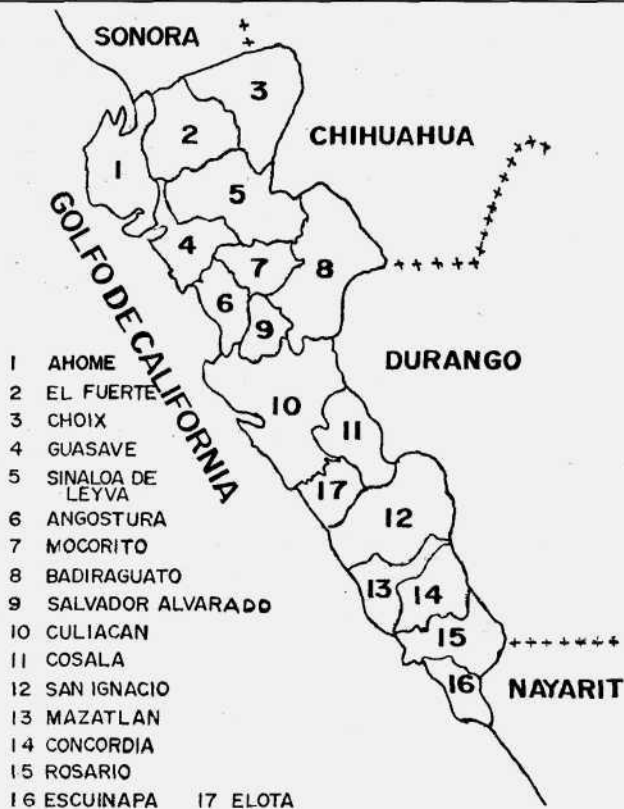 SONORA
3
2
CHIHUAHUA
1
5
GOLFO DE CALIFORNIA
4
7
8
6
9
DURANGO
10
11
17
12
13
14
15
16
NAYARIT
1 AHOME
2 EL FUERTE
3 CHOIX
4 GUASAVE
5 SINALOA DE
LEYVA
6 ANGOSTURA
7 MOCORITO
8 BADIRAGUATO
9 SALVADOR ALVARADO
10 CULIACAN
11 COSALA
12 SAN IGNACIO
13 MAZATLAN
14 CONCORDIA
15 ROSARIO
16 ESCUINAPA 17 ELOTA